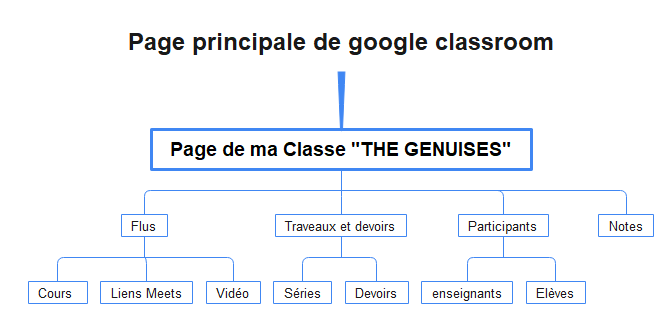 Page principale de google classroom
Page de ma Classe "THE GENUISES"
Flus
Traveaux et devoirs
Participants
Notes
Cours
Liens Meets
Vidéo
Séries
Devoirs
enseignants
Elèves